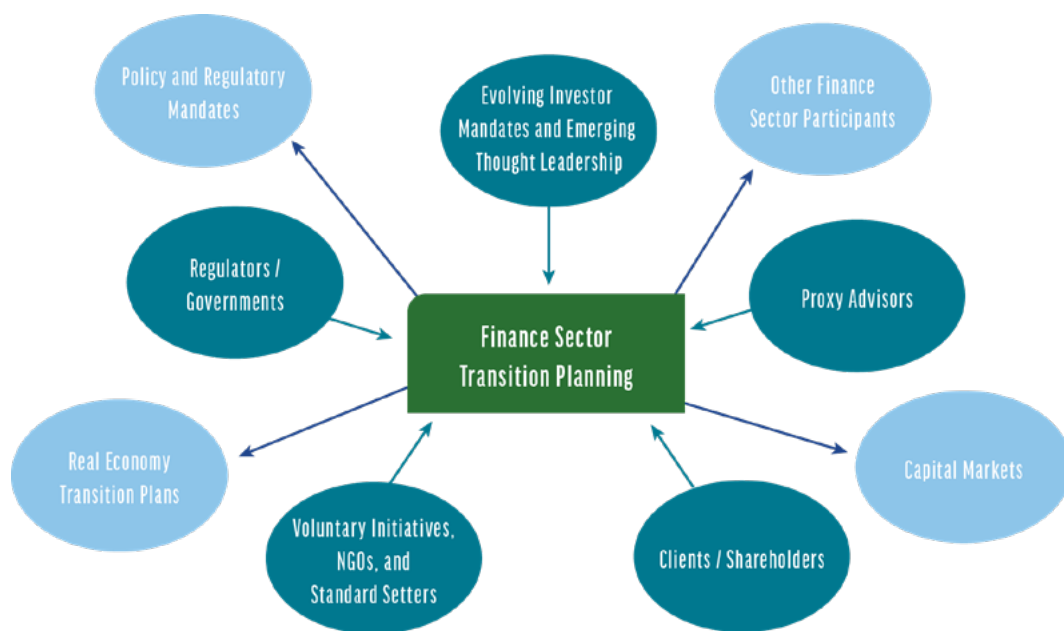 Policy and Regulatory
Mandates
Evolving Investor
Mandates and Emerging
Thought Leadership
Other Finance
Sector Participants
Regulators /
Governments
Proxy Advisors
Finance Sector
Transition Planning
Real Economy
Transition Plans
Capital Markets
Voluntary Initiatives,
NGOs, and
Standard Setters
Clients / Shareholders